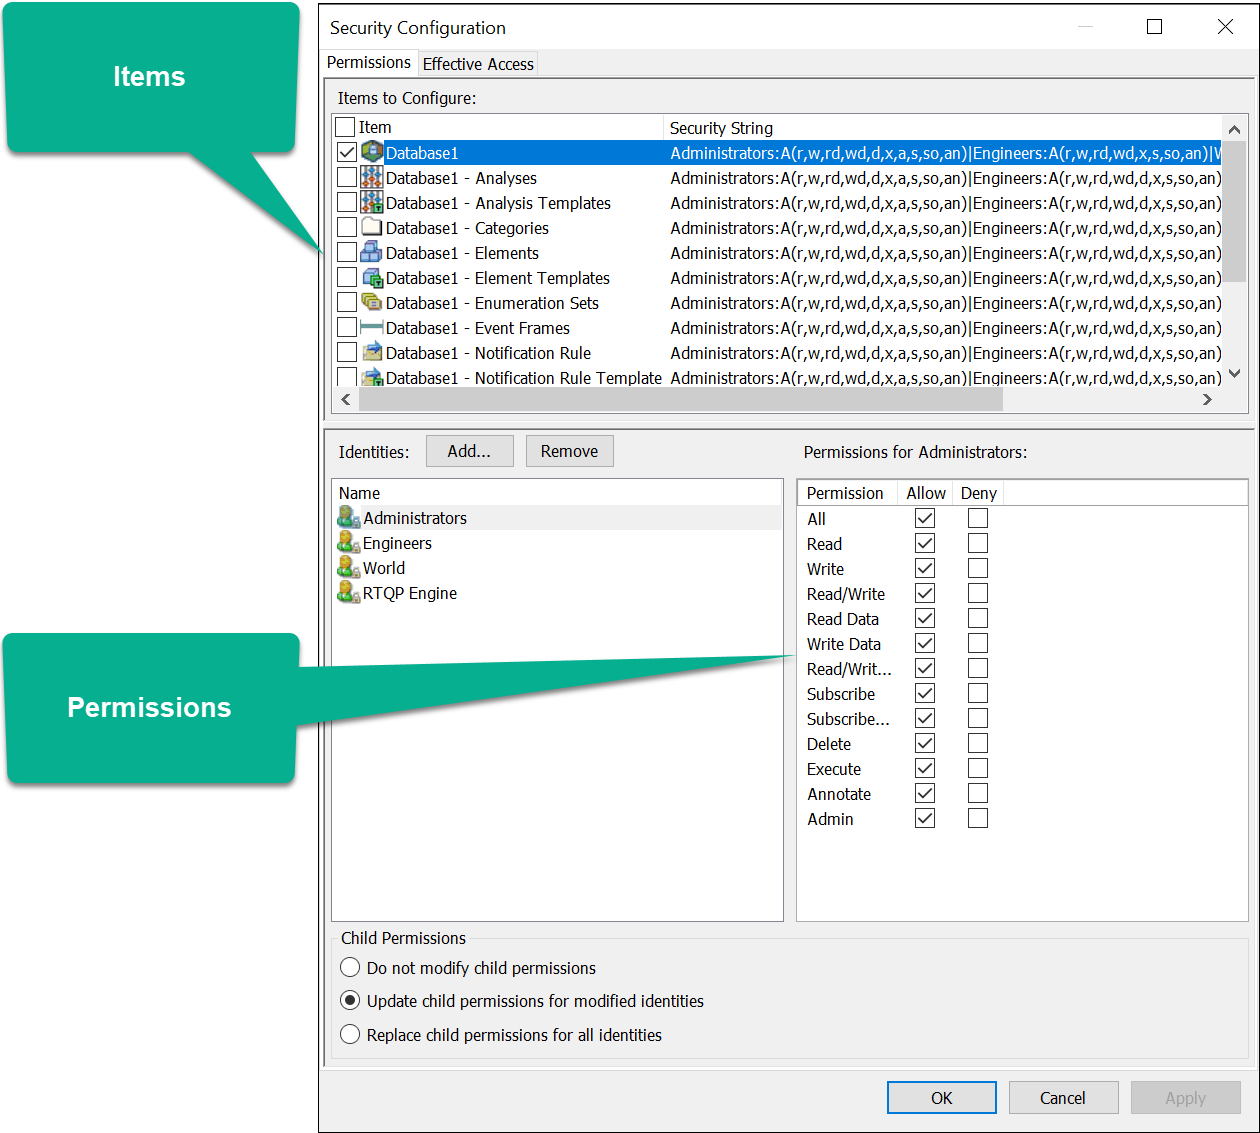 Items
Security Configuration
Permissions Effective Access
Items to Configure:
Item Security String
Database1 Administrators:A(r,w,rd,wd,d,x,a,s,so,an)|Engineers:A(r,w,rd,wd,x,s,so,an)|
Database1 - Analyses Administrators:A(r,w,rd,wd,d,x,a,s,so,an)|Engineers:A(r,w,rd,wd,d,x,s,so,an)
Database1 - Analysis Templates Administrators:A(r,w,rd,wd,d,x,a,s,so,an)|Engineers:A(r,w,rd,wd,d,x,s,so,an)
Database1 - Categories Administrators:A(r,w,rd,wd,d,x,a,s,so,an)|Engineers:A(r,w,rd,wd,d,x,s,so,an)
Database1 - Elements Administrators:A(r,w,rd,wd,d,x,a,s,so,an)|Engineers:A(r,w,rd,wd,d,x,s,so,an)
Database1 - Element Templates Administrators:A(r,w,rd,wd,d,x,a,s,so,an)|Engineers:A(r,w,rd,wd,d,x,s,so,an)
Database1 - Enumeration Sets Administrators:A(r,w,rd,wd,d,x,a,s,so,an)|Engineers:A(r,w,rd,wd,d,x,s,so,an)
Database1 - Event Frames Administrators:A(r,w,rd,wd,d,x,a,s,so,an)|Engineers:A(r,w,rd,wd,d,x,s,so,an)
Database1 - Notification Rule Administrators:A(r,w,rd,wd,d,x,a,s,so,an)|Engineers:A(r,w,rd,wd,d,x,s,so,an)
Database1 - Notification Rule Template Administrators:A(r,w,rd,wd,d,x,a,s,so,an)|Engineers:A(r,w,rd,wd,d,x,s,so,an)
Identities: Add... Remove
Name
Administrators
Engineers
World
RTQP Engine
Permissions for Administrators:
Permission Allow Deny
All
Read
Write
Read/Write
Read Data
Write Data
Read/Writ...
Subscribe
Subscribe...
Delete
Execute
Annotate
Admin
Permissions
Child Permissions
Do not modify child permissions
Update child permissions for modified identities
Replace child permissions for all identities
OK Cancel Apply